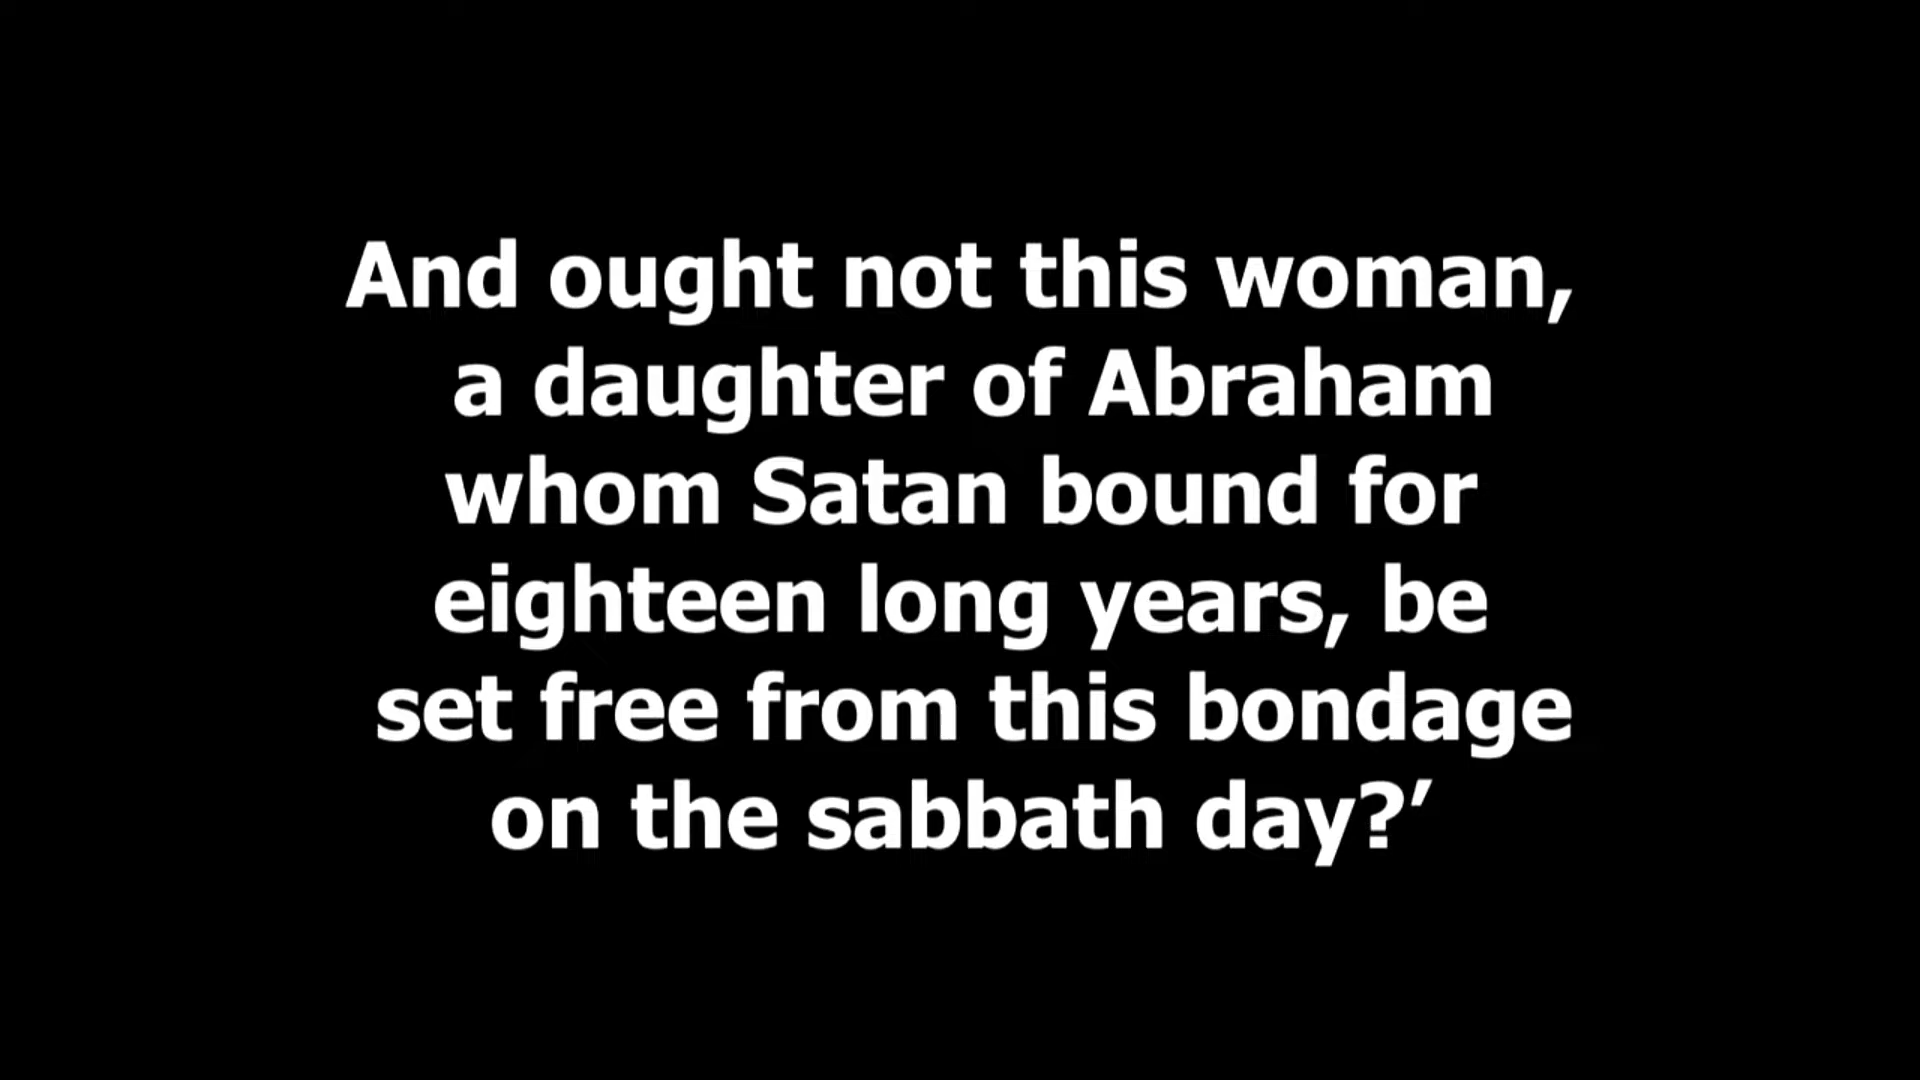 And ought not this woman,
a daughter of Abraham
whom Satan bound for
eighteen long years, be
set free from this bondage
on the sabbath day?’